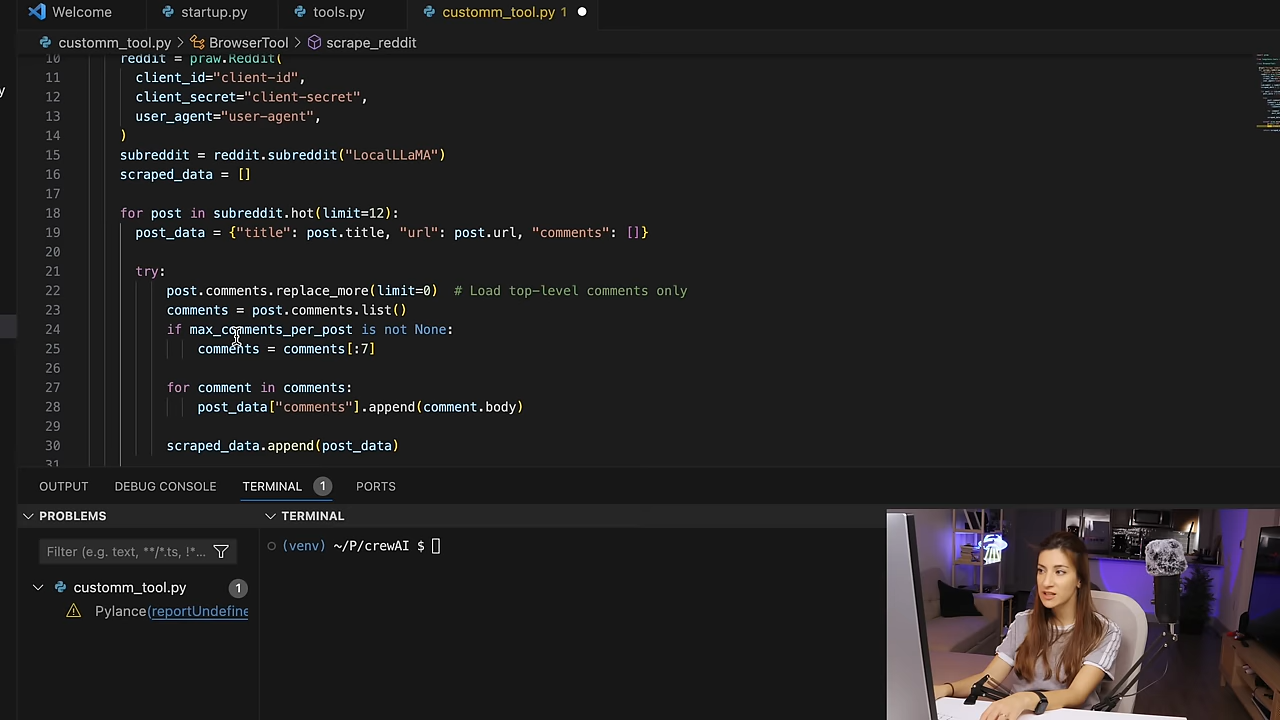 Welcome
startup.py
tools.py
customm_tool.py 1
customm_tool.py > BrowserTool > scrape_reddit
10 reddit = praw.Reddit(
11 client_id="client-id",
12 client_secret="client-secret",
13 user_agent="user-agent",
14 )
15 subreddit = reddit.subreddit("LocalLLaMA")
16 scraped_data = []
17
18 for post in subreddit.hot(limit=12):
19 post_data = {"title": post.title, "url": post.url, "comments": []}
20
21 try:
22 post.comments.replace_more(limit=0)  # Load top-level comments only
23 comments = post.comments.list()
24 if max_comments_per_post is not None:
25 comments = comments[:7]
26
27 for comment in comments:
28 post_data["comments"].append(comment.body)
29
30 scraped_data.append(post_data)
31
OUTPUT DEBUG CONSOLE TERMINAL 1 PORTS
PROBLEMS
Filter (e.g. text, **/*.ts, !*...
customm_tool.py 1
Pylance(reportUndefine
TERMINAL
(venv) ~/P/crewAI $